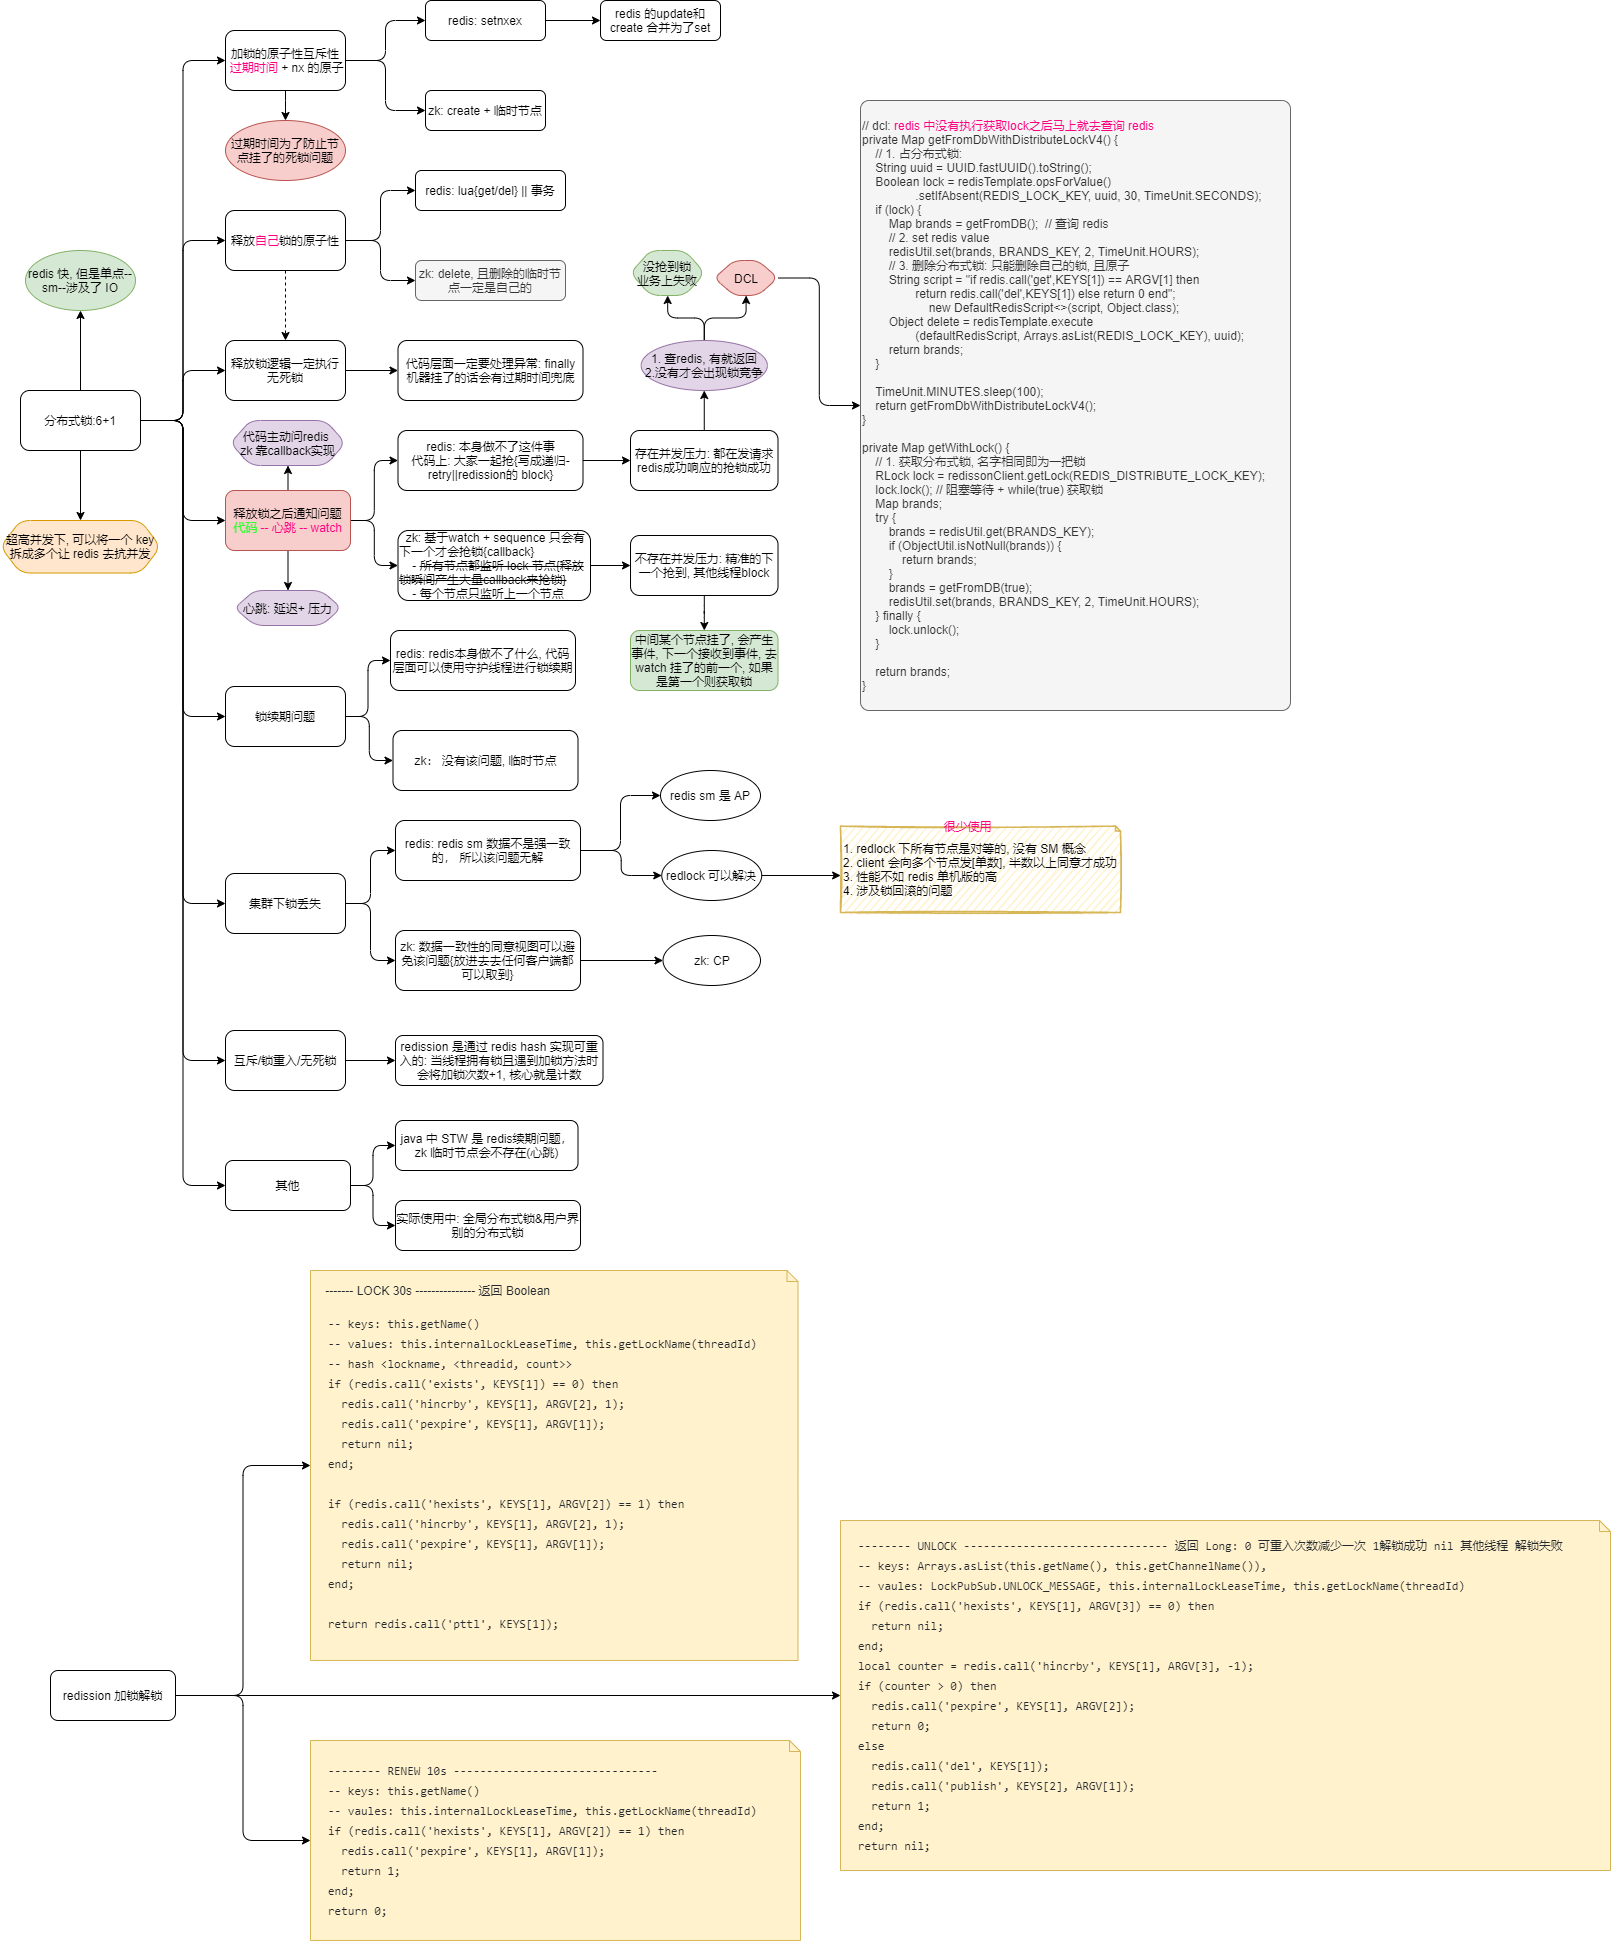 redis: setnxex
redis 的update和
create 合并为了set
加锁的原子性互斥性
过期时间 + nx 的原子
zk: create + 临时节点
过期时间为了防止节
点挂了的死锁问题
redis: lua{get/del} || 事务
释放自己锁的原子性
zk: delete, 且删除的临时节
点一定是自己的
redis 快, 但是单点--
sm--涉及了 IO
没抢到锁
业务上失败
DCL
释放锁逻辑一定执行
无死锁
代码层面一定要处理异常: finally
机器挂了的话会有过期时间兜底
1. 查redis, 有就返回
2.没有才会出现锁竞争
分布式锁:6+1
代码主动问redis
zk 靠callback实现
redis: 本身做不了这件事
代码上: 大家一起抢{写成递归-
retry||redission的 block}
存在并发压力: 都在发请求
redis成功响应的抢锁成功
释放锁之后通知问题
代码 -- 心跳 -- watch
超高并发下, 可以将一个 key
拆成多个让 redis 去抗并发
zk: 基于watch + sequence 只会有
下一个才会抢锁{callback}
- 所有节点都监听 lock 节点{释放
锁瞬间产生大量callback来抢锁}
- 每个节点只监听上一个节点
不存在并发压力: 精准的下
一个抢到, 其他线程block
心跳: 延迟+ 压力
中间某个节点挂了, 会产生
事件, 下一个接收到事件, 去
watch 挂了的前一个, 如果
是第一个则获取锁
// dcl: redis 中没有执行获取lock之后马上就去查询 redis
private Map getFromDbWithDistributeLockV4() {
// 1. 占分布式锁:
String uuid = UUID.fastUUID().toString();
Boolean lock = redisTemplate.opsForValue()
.setIfAbsent(REDIS_LOCK_KEY, uuid, 30, TimeUnit.SECONDS);
if (lock) {
Map brands = getFromDB();  // 查询 redis
// 2. set redis value
redisUtil.set(brands, BRANDS_KEY, 2, TimeUnit.HOURS);
// 3. 删除分布式锁: 只能删除自己的锁, 且原子
String script = "if redis.call('get',KEYS[1]) == ARGV[1] then
return redis.call('del',KEYS[1]) else return 0 end";
new DefaultRedisScript<>(script, Object.class);
Object delete = redisTemplate.execute
(defaultRedisScript, Arrays.asList(REDIS_LOCK_KEY), uuid);
return brands;
}
TimeUnit.MINUTES.sleep(100);
return getFromDbWithDistributeLockV4();
}
private Map getWithLock() {
// 1. 获取分布式锁, 名字相同即为一把锁
RLock lock = redissonClient.getLock(REDIS_DISTRIBUTE_LOCK_KEY);
lock.lock(); // 阻塞等待 + while(true) 获取锁
Map brands;
try {
brands = redisUtil.get(BRANDS_KEY);
if (ObjectUtil.isNotNull(brands)) {
return brands;
}
brands = getFromDB(true);
redisUtil.set(brands, BRANDS_KEY, 2, TimeUnit.HOURS);
} finally {
lock.unlock();
}
return brands;
}
redis: redis本身做不了什么, 代码
层面可以使用守护线程进行锁续期
锁续期问题
zk:  没有该问题, 临时节点
redis sm 是 AP
redis: redis sm 数据不是强一致
的,  所以该问题无解
redlock 可以解决
很少使用
1. redlock 下所有节点是对等的, 没有 SM 概念
2. client 会向多个节点发[单数], 半数以上同意才成功
3. 性能不如 redis 单机版的高
4. 涉及锁回滚的问题
集群下锁丢失
zk: 数据一致性的同意视图可以避
免该问题{放进去去任何客户端都
可以取到}
zk: CP
互斥/锁重入/无死锁
redission 是通过 redis hash 实现可重
入的: 当线程拥有锁且遇到加锁方法时
会将加锁次数+1, 核心就是计数
java 中 STW 是 redis续期问题,
zk 临时节点会不存在(心跳)
其他
实际使用中: 全局分布式锁&用户界
别的分布式锁
------- LOCK 30s --------------- 返回 Boolean
-- keys: this.getName()
-- values: this.internalLockLeaseTime, this.getLockName(threadId)
-- hash <lockname, <threadid, count>>
if (redis.call('exists', KEYS[1]) == 0) then
redis.call('hincrby', KEYS[1], ARGV[2], 1);
redis.call('pexpire', KEYS[1], ARGV[1]);
return nil;
end;
if (redis.call('hexists', KEYS[1], ARGV[2]) == 1) then
redis.call('hincrby', KEYS[1], ARGV[2], 1);
redis.call('pexpire', KEYS[1], ARGV[1]);
return nil;
end;
return redis.call('pttl', KEYS[1]);
redission 加锁解锁
-------- UNLOCK ------------------------------- 返回 Long: 0 可重入次数减少一次 1解锁成功 nil 其他线程 解锁失败
-- keys: Arrays.asList(this.getName(), this.getChannelName()),
-- vaules: LockPubSub.UNLOCK_MESSAGE, this.internalLockLeaseTime, this.getLockName(threadId)
if (redis.call('hexists', KEYS[1], ARGV[3]) == 0) then
return nil;
end;
local counter = redis.call('hincrby', KEYS[1], ARGV[3], -1);
if (counter > 0) then
redis.call('pexpire', KEYS[1], ARGV[2]);
return 0;
else
redis.call('del', KEYS[1]);
redis.call('publish', KEYS[2], ARGV[1]);
return 1;
end;
return nil;
-------- RENEW 10s -------------------------------
-- keys: this.getName()
-- vaules: this.internalLockLeaseTime, this.getLockName(threadId)
if (redis.call('hexists', KEYS[1], ARGV[2]) == 1) then
redis.call('pexpire', KEYS[1], ARGV[1]);
return 1;
end;
return 0;